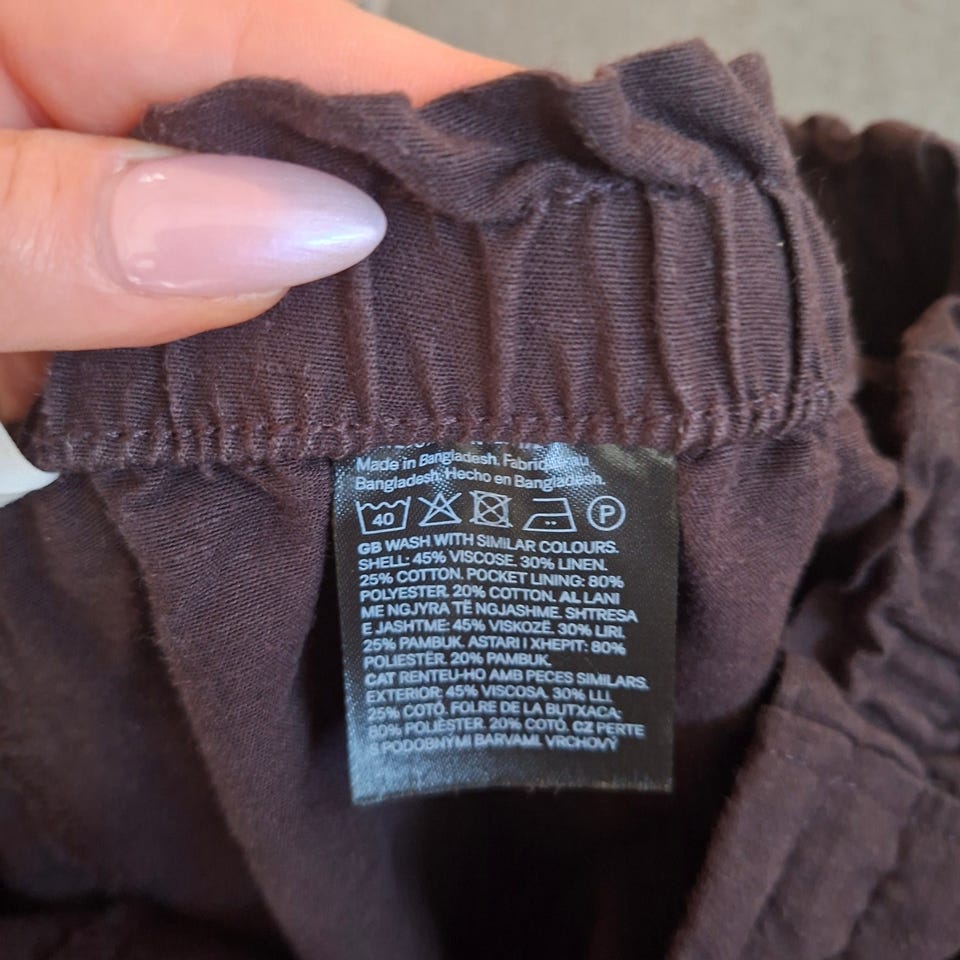 Made in Bangladesh. Fabriqué au
Bangladesh. Hecho en Bangladesh.
40 P
GB WASH WITH SIMILAR COLOURS.
SHELL: 45% VISCOSE. 30% LINEN.
25% COTTON. POCKET LINING: 80%
POLYESTER. 20% COTTON. AL LANI
ME NGJYRA TË NGJASHME. SHTRESA
E JASHTME: 45% VISKOZË. 30% LIRI.
25% PAMBUK. ASTARI I XHEPIT: 80%
POLIESTËR. 20% PAMBUK.
CAT RENTEU-HO AMB PECES SIMILARS.
EXTERIOR: 45% VISCOSA. 30% LLI.
25% COTÓ. FOLRE DE LA BUTXACA:
80% POLIÈSTER. 20% COTÓ. CZ PERTE
S PODOBNÝMI BARVAMI. VRCHOVÝ